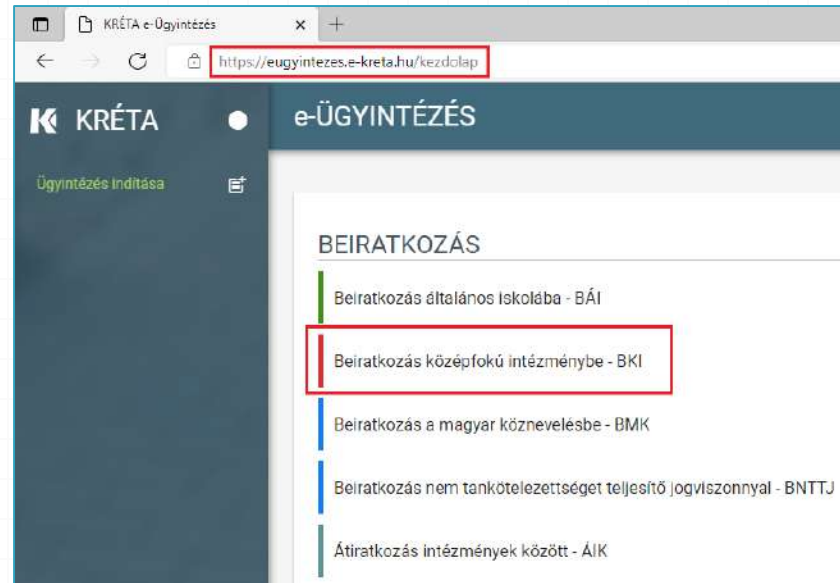 KRÉTA e-Ügyintézés
https://eugyintezes.e-kreta.hu/kezdolap
KRÉTA
e-ÜGYINTÉZÉS
Ügyintézés indítása
BEIRATKOZÁS
Beiratkozás általános iskolába - BÁI
Beiratkozás középfokú intézménybe - BKI
Beiratkozás a magyar köznevelésbe - BMK
Beiratkozás nem tankötelezettséget teljesítő jogviszonnyal - BNTTJ
Átiratkozás intézmények között - ÁIK